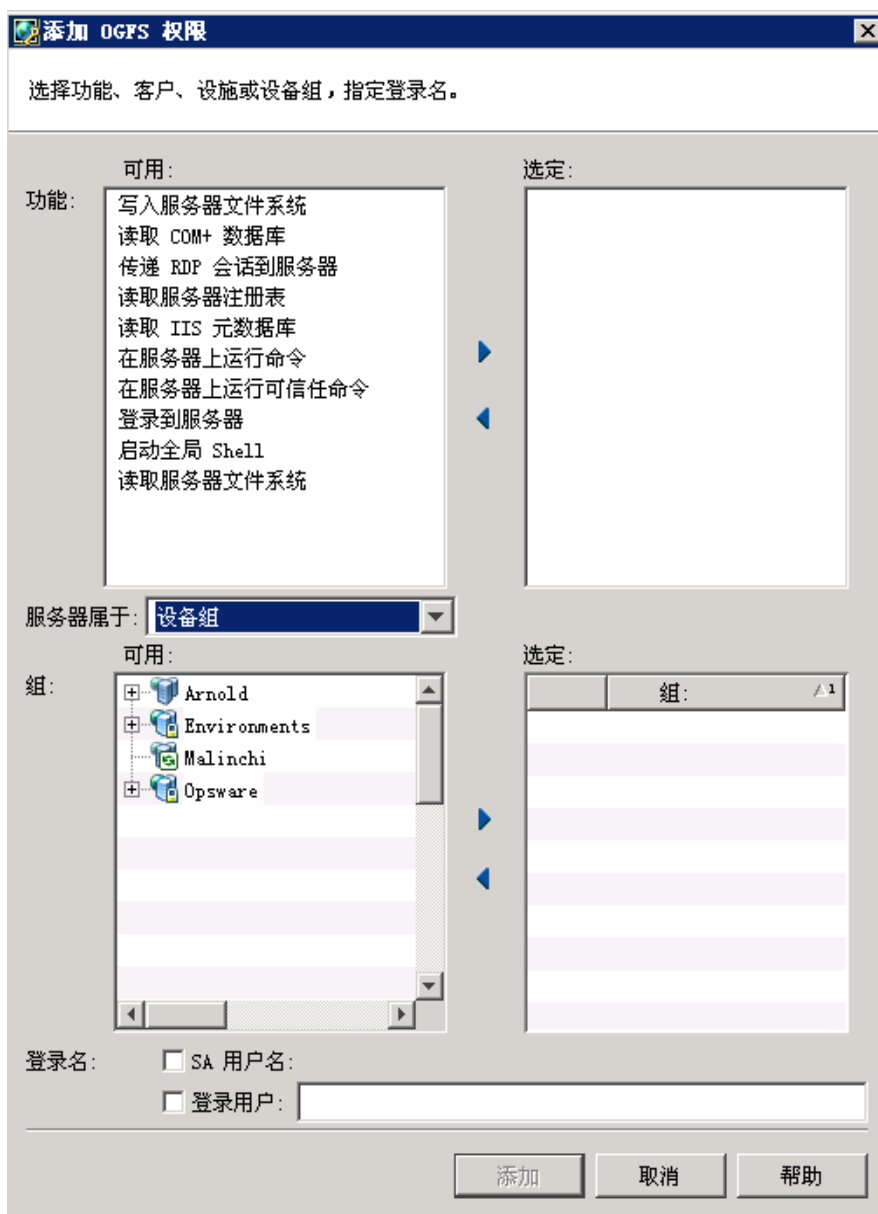 添加 OGFS 权限
选择功能、客户、设施或设备组，指定登录名。
可用:
选定:
功能:
写入服务器文件系统
读取 COM+ 数据库
传递 RDP 会话到服务器
读取服务器注册表
读取 IIS 元数据库
在服务器上运行命令
在服务器上运行可信任命令
登录到服务器
启动全局 Shell
读取服务器文件系统
服务器属于: 设备组
可用:
选定:
组:
Arnold
Environments
Malinchi
Opsware
组: 1
登录名:
SA 用户名:
登录用户:
添加
取消
帮助